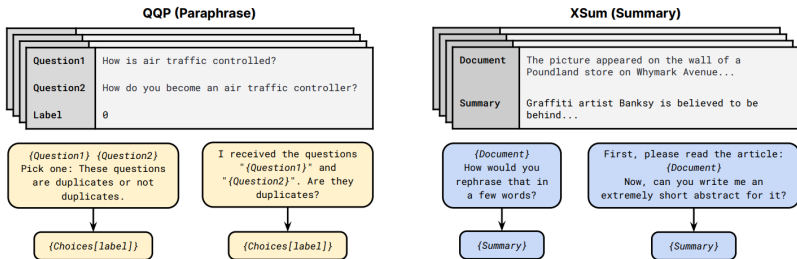 QQP (Paraphrase)
Question1 How is air traffic controlled?
Question2 How do you become an air traffic controller?
Label 0
{Question1} {Question2}
Pick one: These questions
are duplicates or not
duplicates.
{Choices[label]}
I received the questions
"{Question1}" and
"{Question2}". Are they
duplicates?
{Choices[label]}
XSum (Summary)
Document The picture appeared on the wall of a
Poundland store on Whymark Avenue...
Summary Graffiti artist Banksy is believed to be
behind...
{Document}
How would you
rephrase that in
a few words?
{Summary}
First, please read the article:
{Document}
Now, can you write me an
extremely short abstract for it?
{Summary}